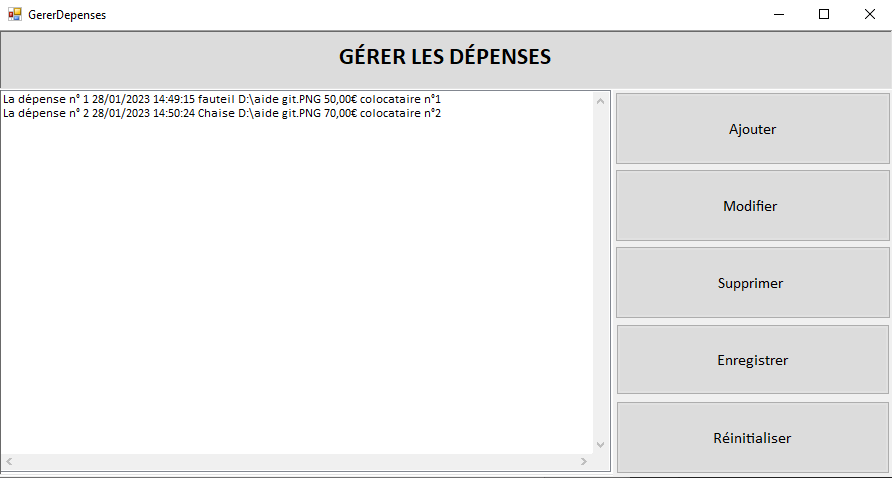 GererDepenses
GÉRER LES DÉPENSES
La dépense n° 1 28/01/2023 14:49:15 fauteil D:\aide git.PNG 50,00€ colocataire n°1
La dépense n° 2 28/01/2023 14:50:24 Chaise D:\aide git.PNG 70,00€ colocataire n°2
Ajouter
Modifier
Supprimer
Enregistrer
Réinitialiser